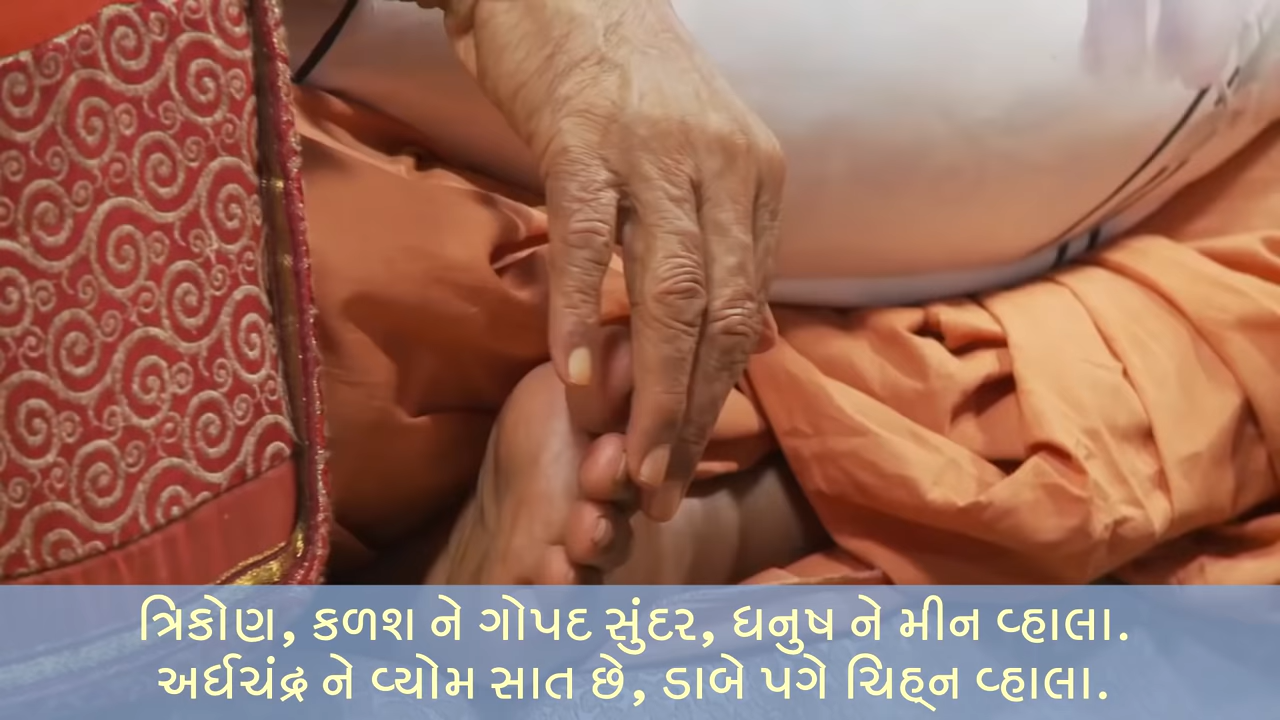 ત્રિકોણ, કળશ ને ગોપદ સુંદર, ધનુષ ને મીન વ્હાલા.
અર્ધચંદ્ર ને વ્યોમ સાત છે, ડાબે પગે ચિહ્ન વ્હાલા.